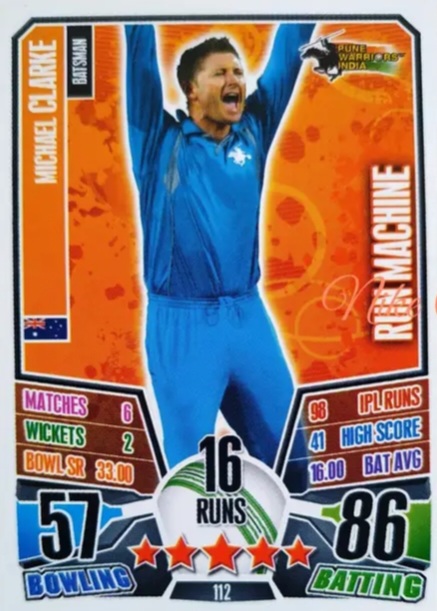 MICHAEL CLARKE
BATSMAN
PUNE
WARRIORS
INDIA
RUN MACHINE
MATCHES 6
WICKETS 2
BOWL SR 33.00
98 IPL RUNS
41 HIGH SCORE
16.00 BAT AVG
16
RUNS
57
BOWLING
86
BATTING
112